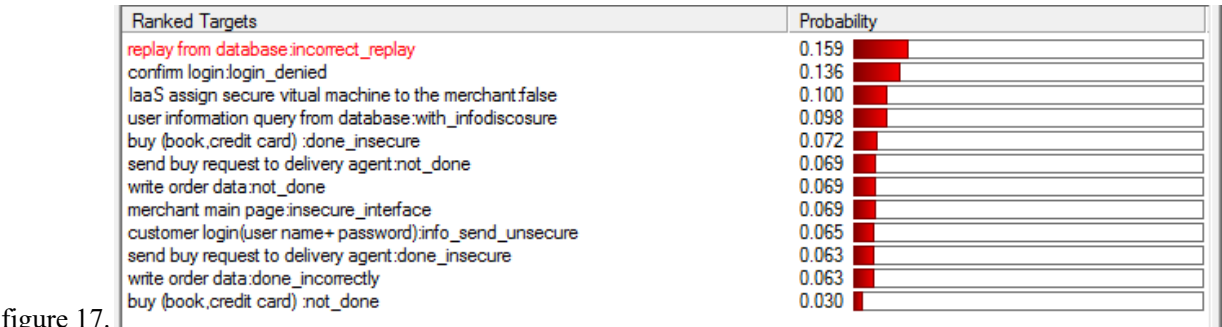 Ranked Targets Probability
replay from database:incorrect_replay 0.159
confirm login:login_denied 0.136
IaaS assign secure vitual machine to the merchant:false 0.100
user information query from database:with_infodiscosure 0.098
buy (book,credit card) :done_insecure 0.072
send buy request to delivery agent:not_done 0.069
write order data:not_done 0.069
merchant main page:insecure_interface 0.069
customer login(user name+ password):info_send_unsecure 0.065
send buy request to delivery agent:done_insecure 0.063
write order data:done_incorrectly 0.063
buy (book,credit card) :not_done 0.030
figure 17.